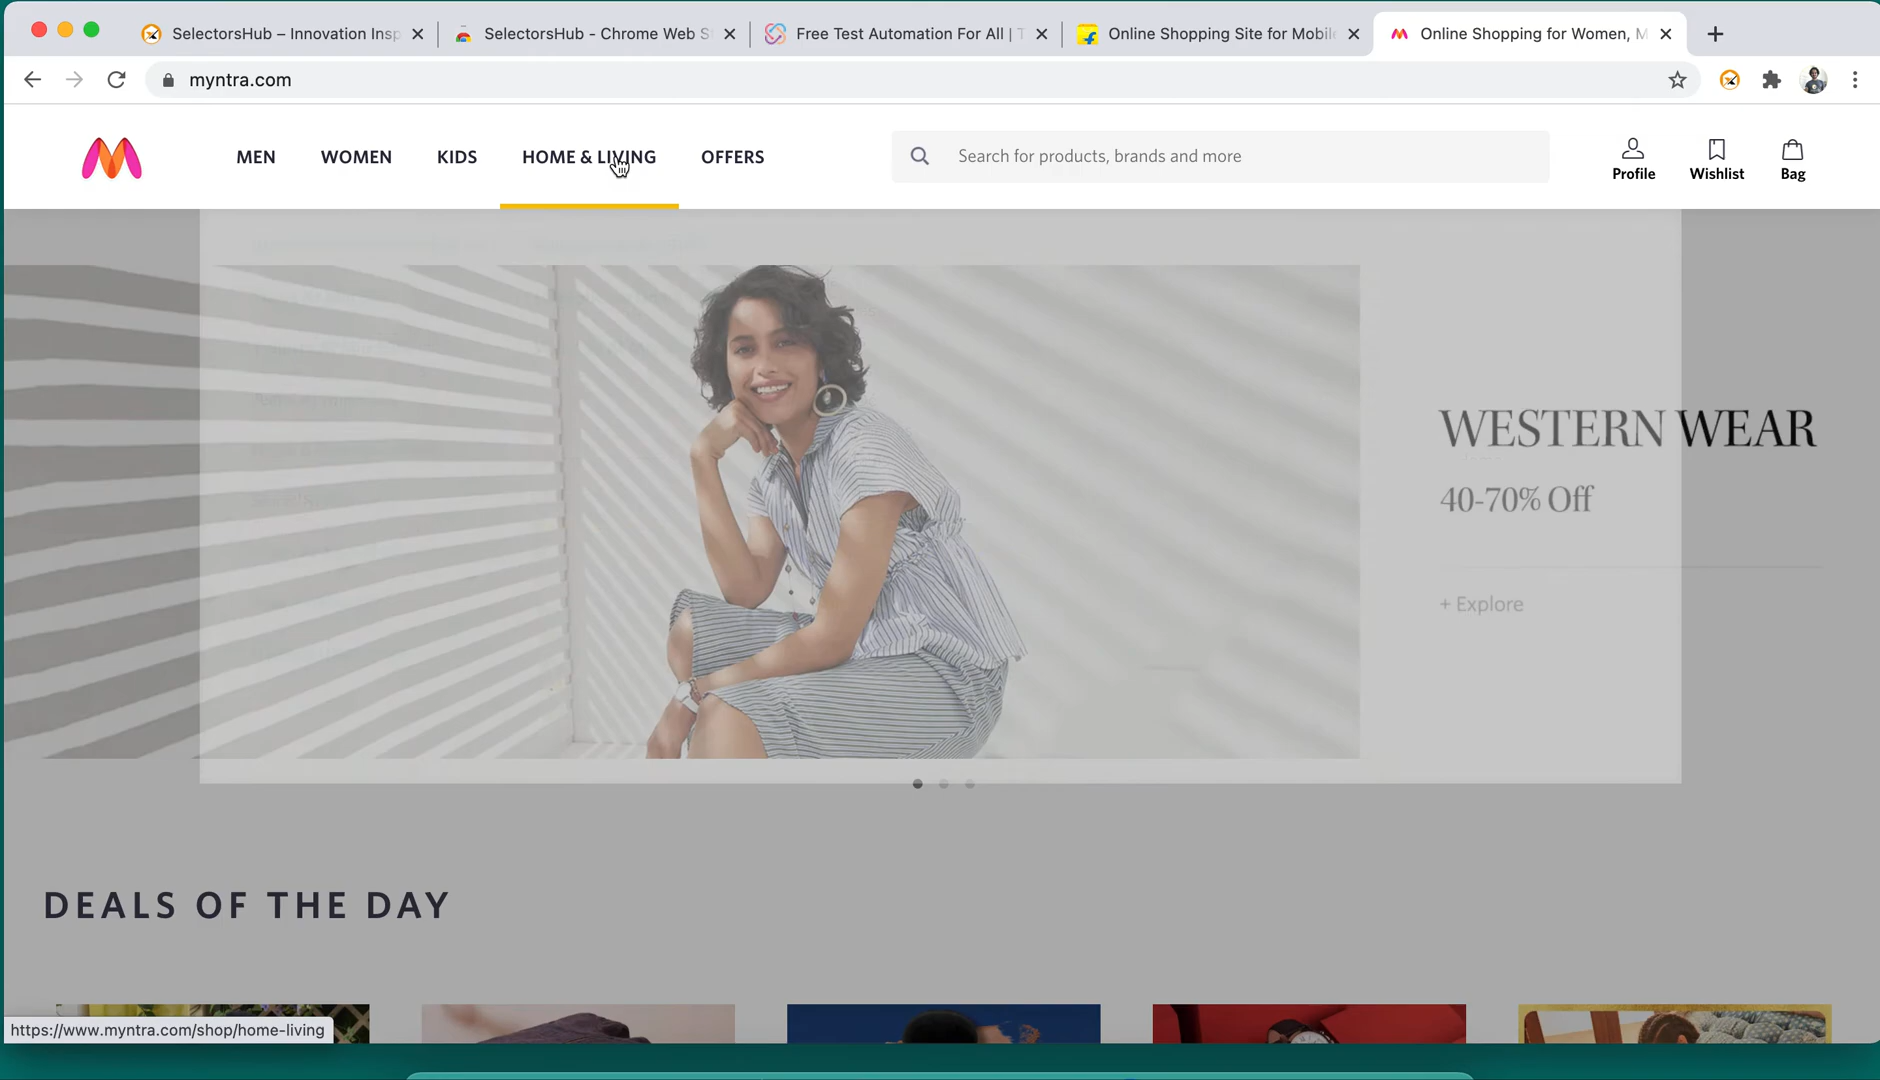 SelectorsHub – Innovation Insp
SelectorsHub - Chrome Web S
Free Test Automation For All | T
Online Shopping Site for Mobile
Online Shopping for Women, M
myntra.com
MEN WOMEN KIDS HOME & LIVING OFFERS
Search for products, brands and more
Profile Wishlist Bag
WESTERN WEAR
40-70% Off
+ Explore
DEALS OF THE DAY
https://www.myntra.com/shop/home-living